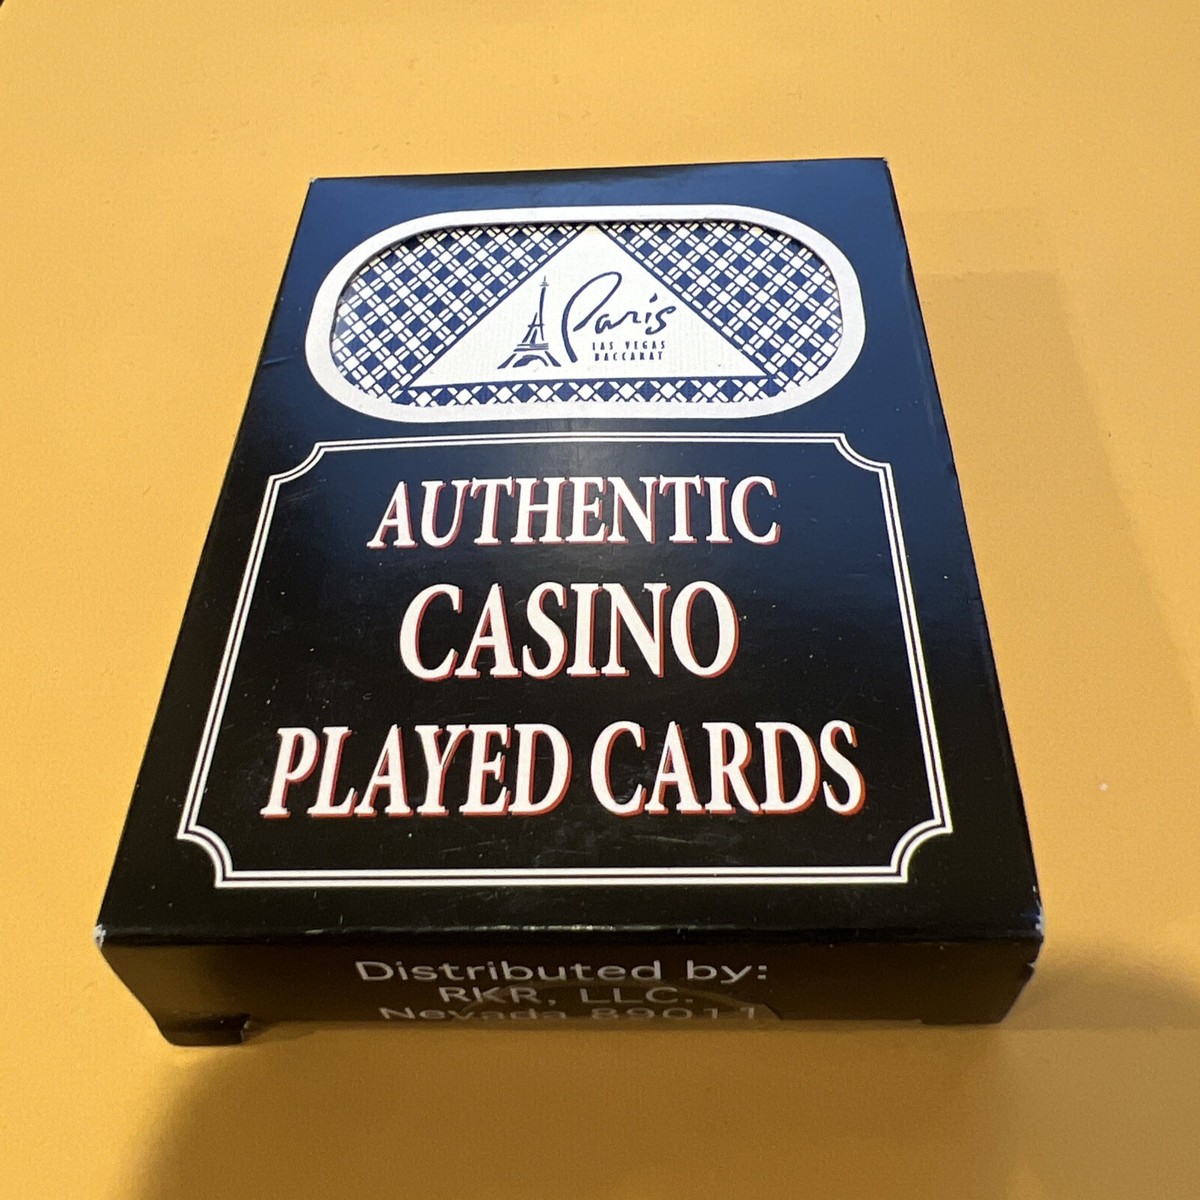 Paris
LAS VEGAS
BACCARAT
AUTHENTIC
CASINO
PLAYED CARDS
Distributed by:
RKR, LLC.
Nevada 89011